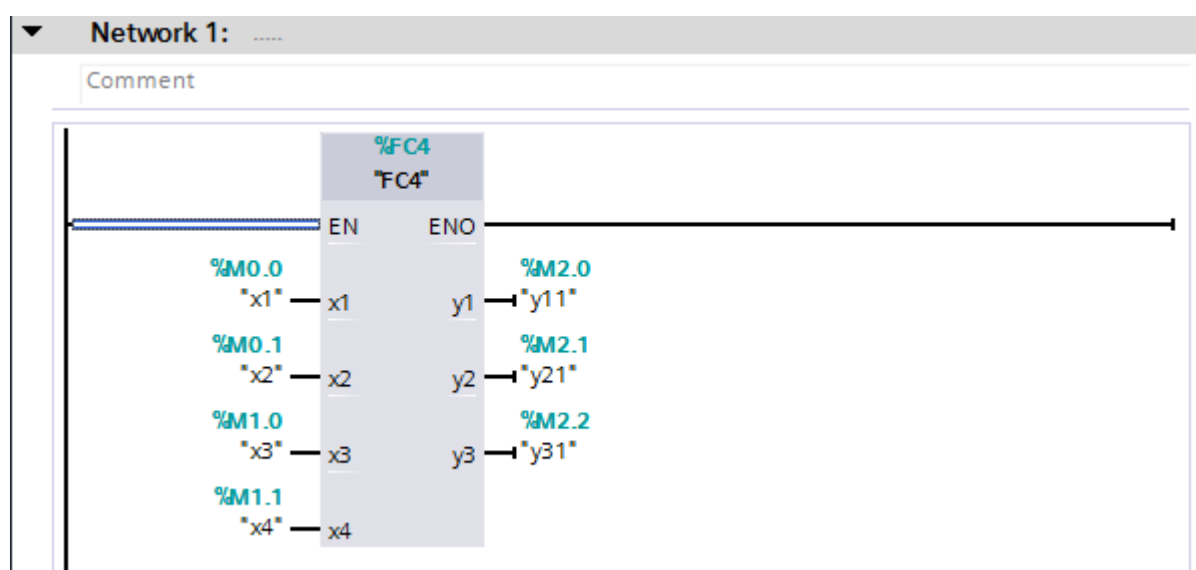 Network 1: .....
Comment
%FC4
"FC4"
EN ENO
%M0.0 %M2.0
"x1" x1 y1 "y11"
%M0.1 %M2.1
"x2" x2 y2 "y21"
%M1.0 %M2.2
"x3" x3 y3 "y31"
%M1.1
"x4" x4